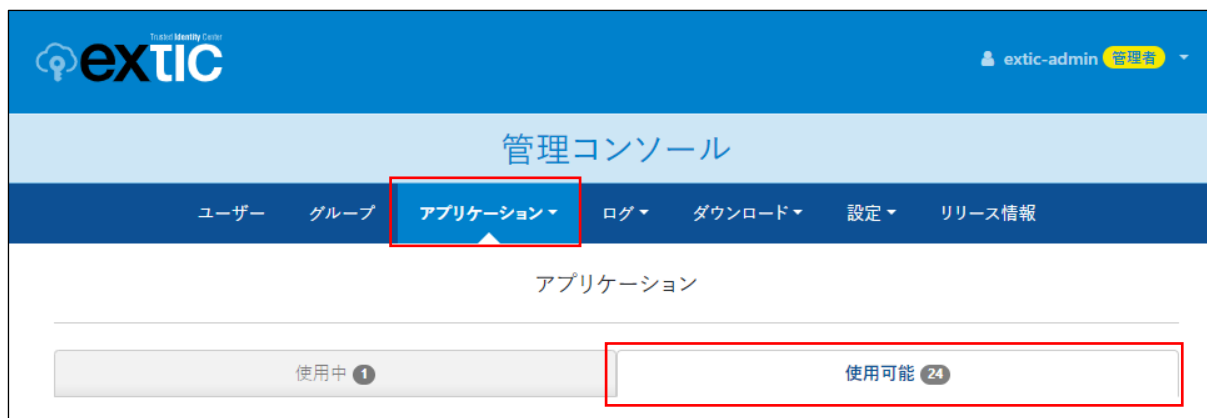 Trusted Identity Center
extic
extic-admin 管理者
管理コンソール
ユーザー グループ アプリケーション ログ ダウンロード 設定 リリース情報
アプリケーション
使用中 1 使用可能 24